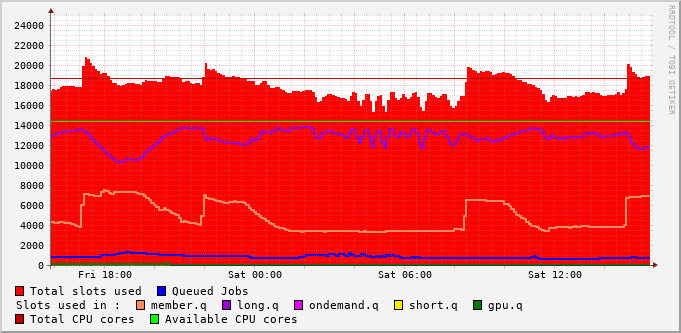 24000
22000
20000
18000
16000
14000
12000
10000
8000
6000
4000
2000
0
Fri 18:00 Sat 00:00 Sat 06:00 Sat 12:00
RRDTOOL / TOBI OETIKER
Total slots used Queued Jobs
Slots used in : member.q long.q ondemand.q short.q gpu.q
Total CPU cores Available CPU cores